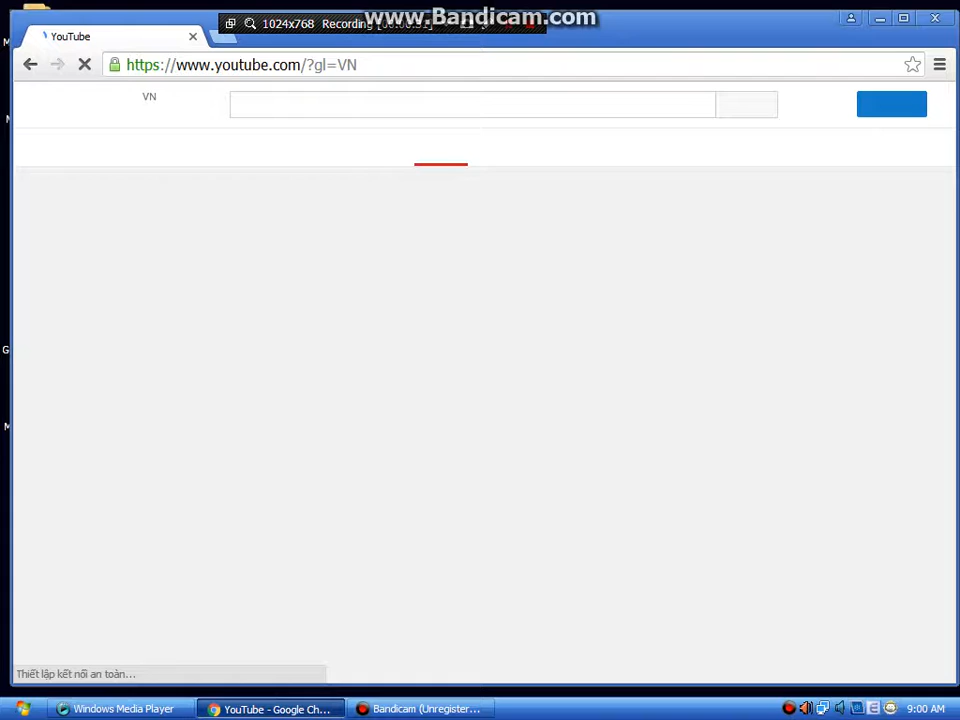 www.Bandicam.com
1024x768 Recording
YouTube
https://www.youtube.com/?gl=VN
VN
G
Thiết lập kết nối an toàn...
Windows Media Player
YouTube - Google Ch...
Bandicam (Unregister...
9:00 AM